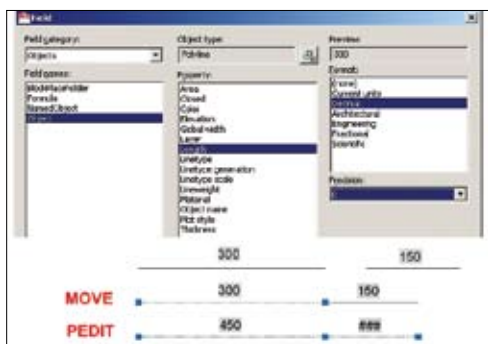 Field
Field category:
Objects
Field names:
BlockPlaceholder
Formula
NamedObject
Object
Object type:
Polyline
Property:
Area
Closed
Color
Elevation
Global width
Layer
Length
Linetype
Linetype generation
Linetype scale
Lineweight
Material
Object name
Plot style
Thickness
Preview:
300
Format:
(none)
Current units
Decimal
Architectural
Engineering
Fractional
Scientific
Precision:
300
150
MOVE
300
150
PEDIT
450
###